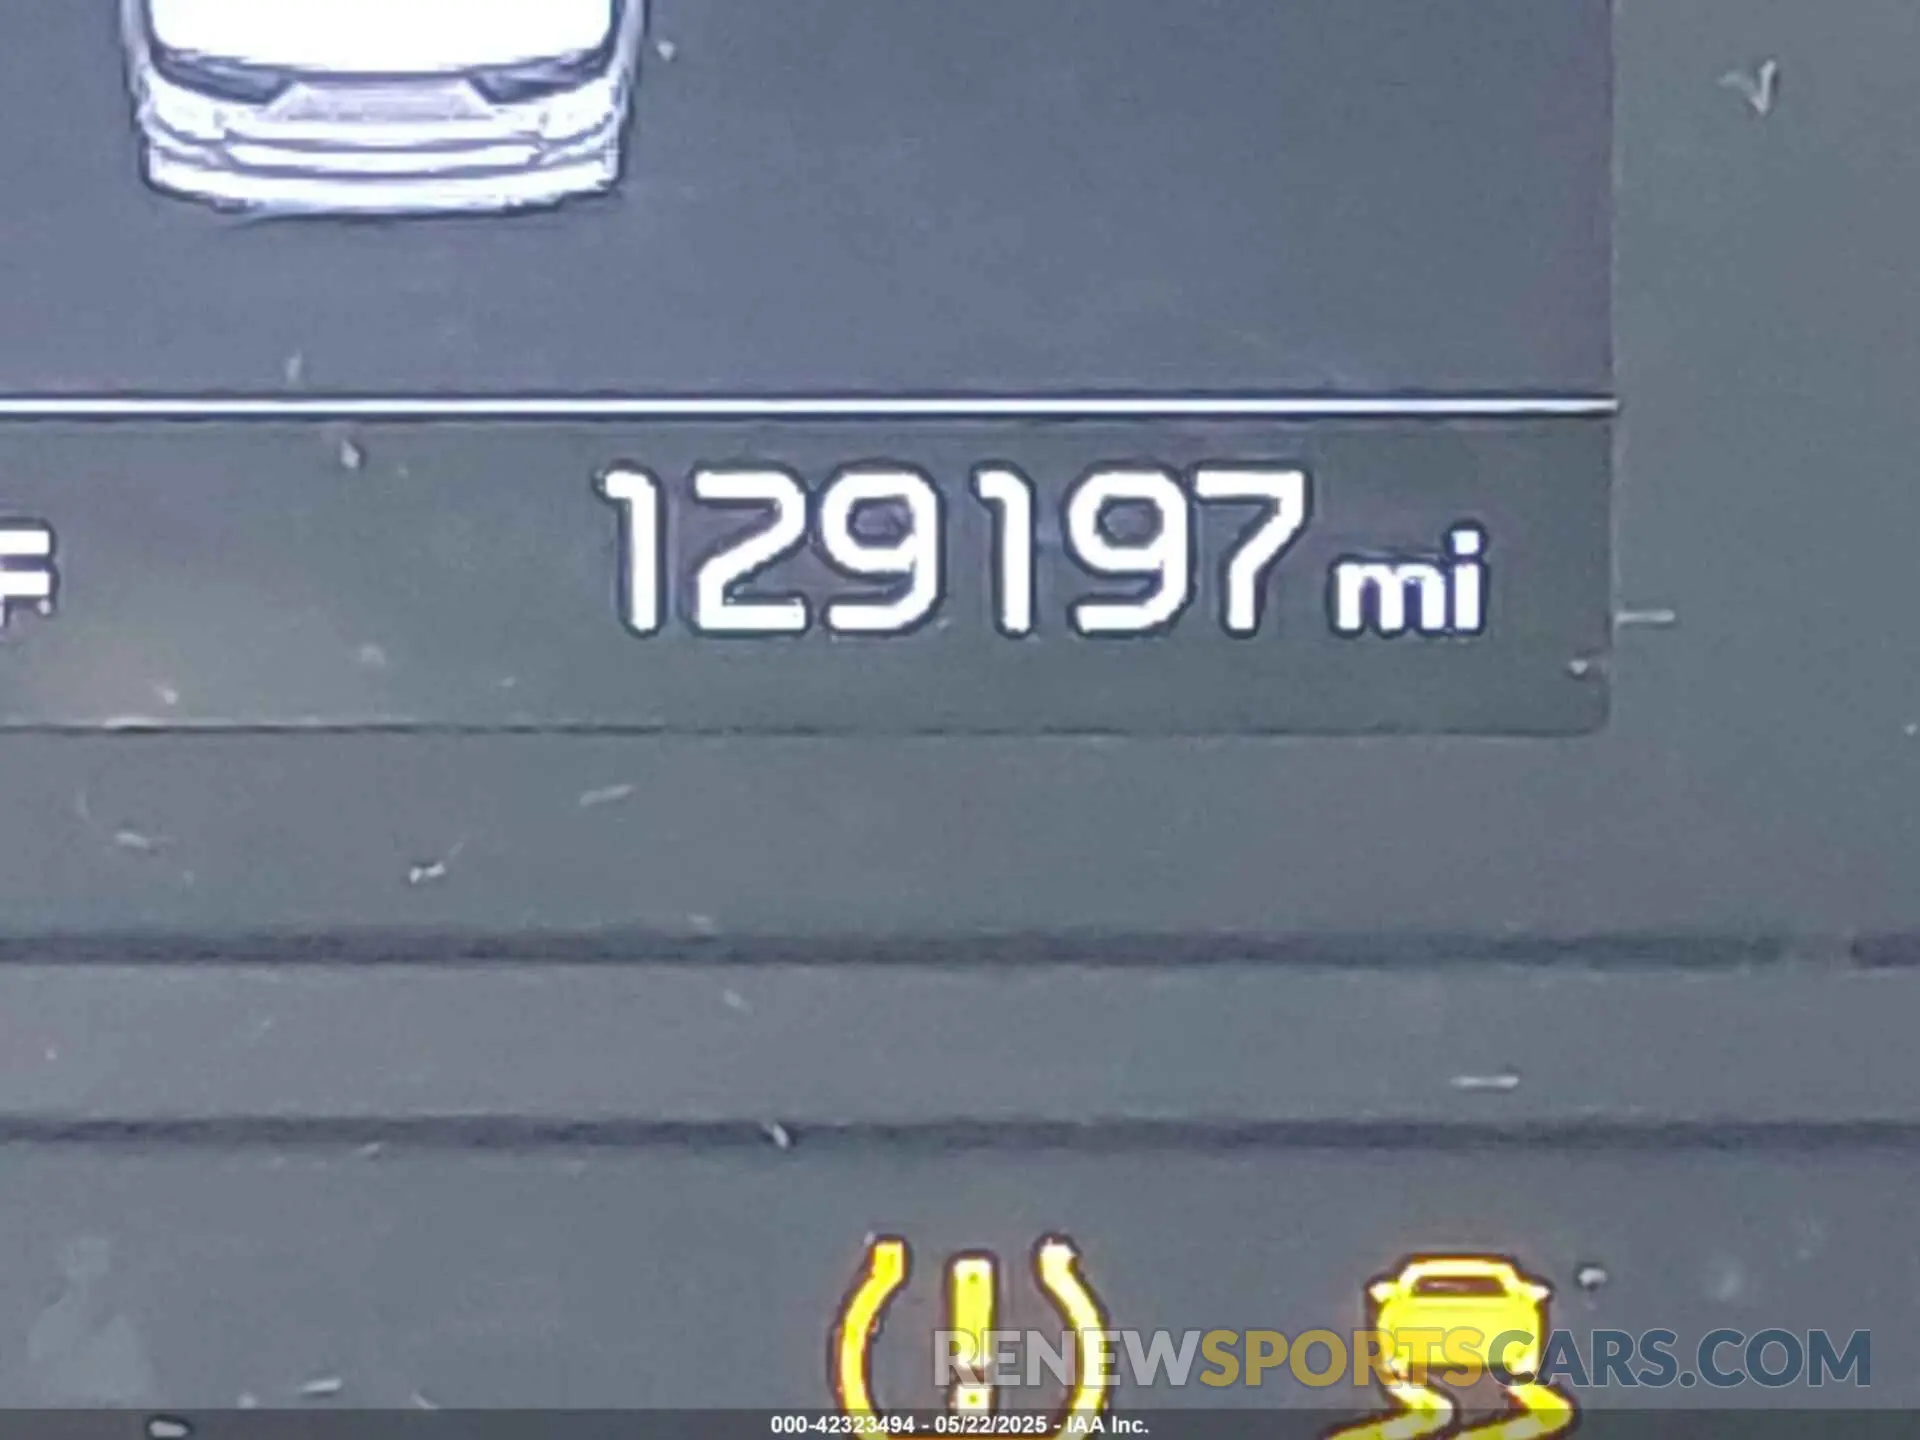 129197 mi
F
RENEWSPORTSCARS.COM
000-42323494 - 05/22/2025 - IAA Inc.